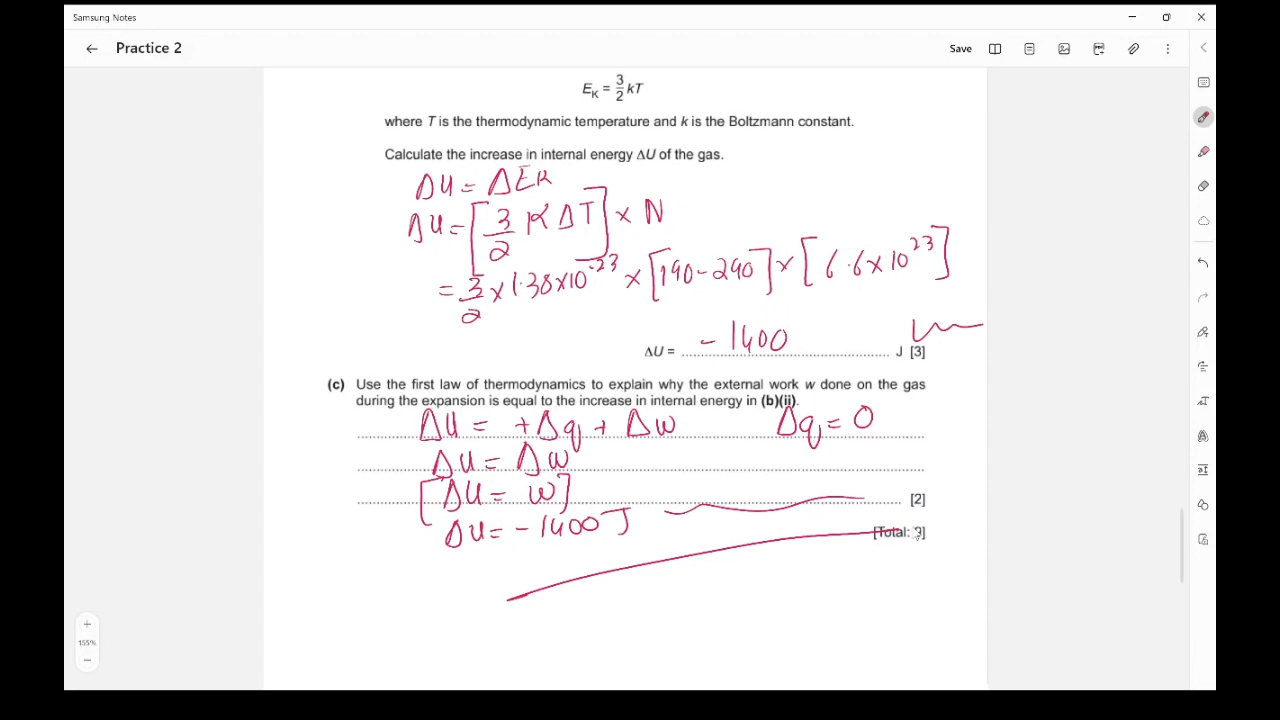 Samsung Notes
Practice 2
Save
E_K = 3/2 kT
where T is the thermodynamic temperature and k is the Boltzmann constant.
Calculate the increase in internal energy ΔU of the gas.
ΔU = ΔEK
ΔU = [3/2 K ΔT] × N
= 3/2 × 1.38×10^-23 × [190-290] × [6.6×10^23]
ΔU = - 1400 J [3]
(c) Use the first law of thermodynamics to explain why the external work w done on the gas
during the expansion is equal to the increase in internal energy in (b)(ii).
ΔU = +Δq + Δw Δq = 0
ΔU = Δw
[ΔU = w] [2]
ΔU = -1400 J
[Total:
155%